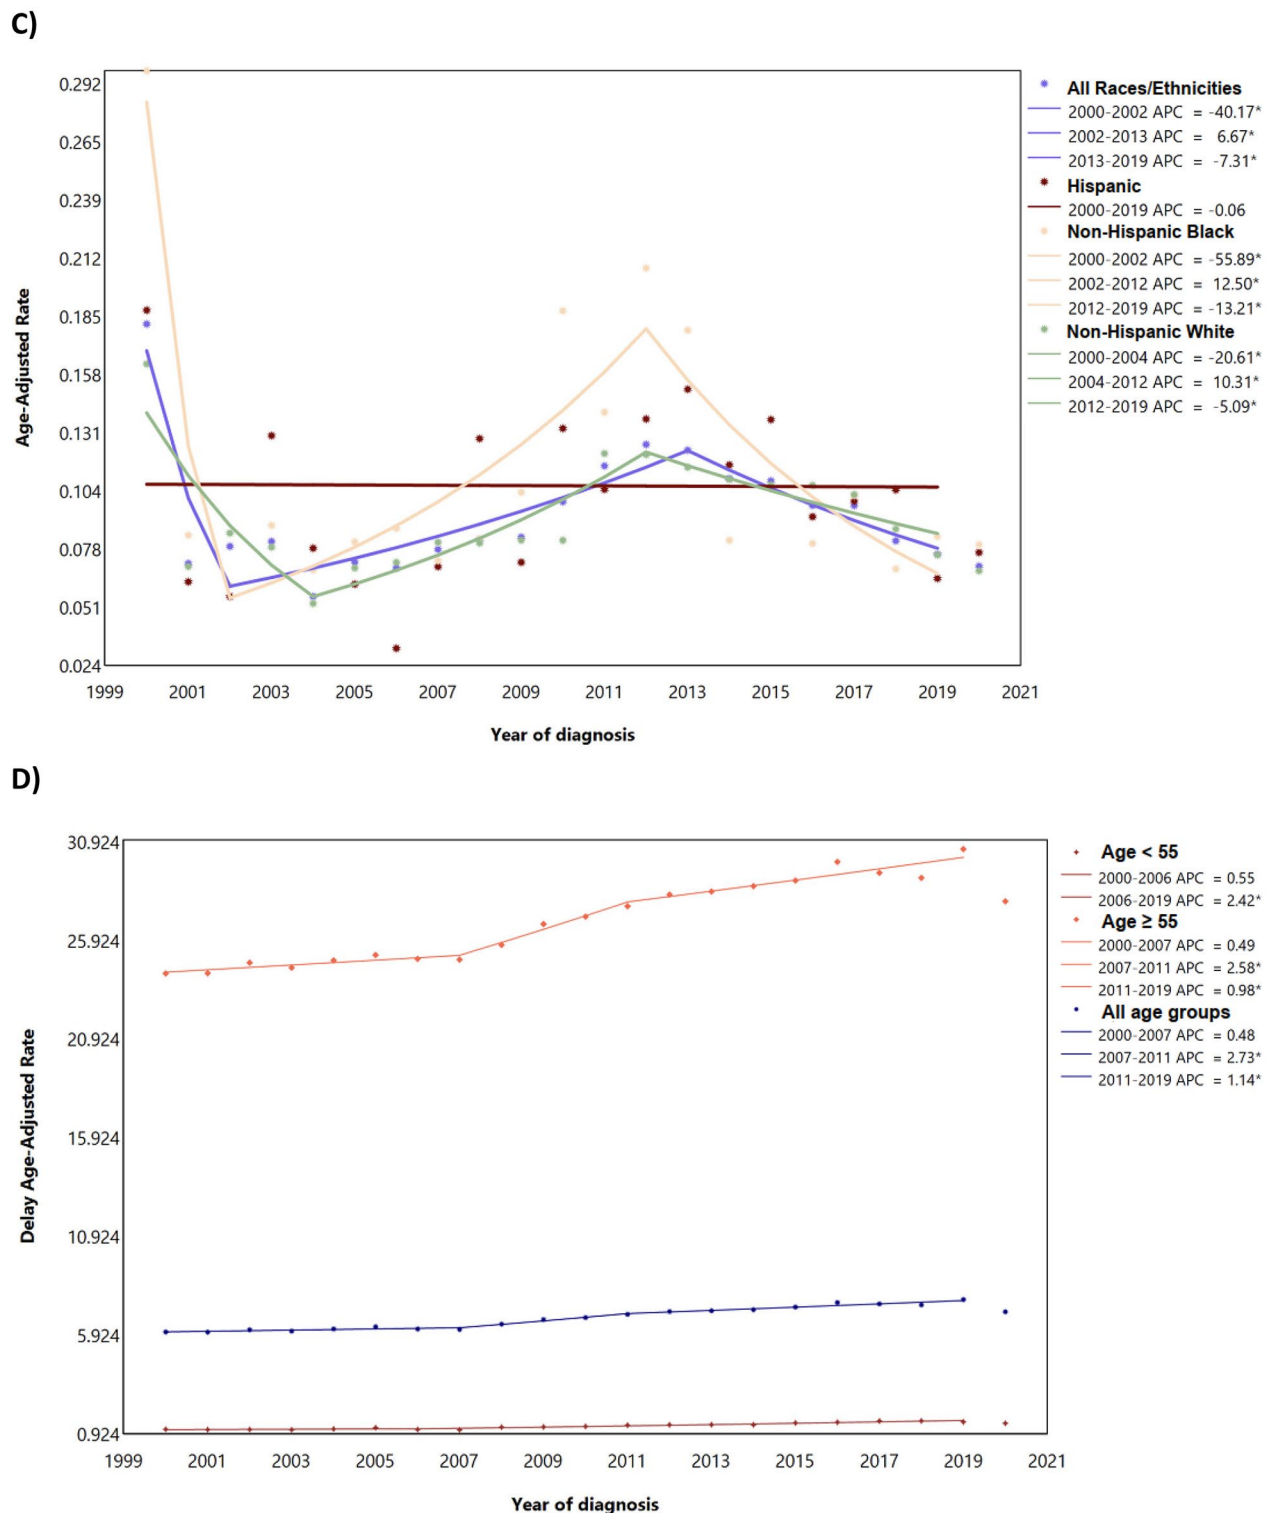 C)
0.292
0.265
0.239
0.212
0.185
0.158
0.131
0.104
0.078
0.051
0.024
Age-Adjusted Rate
1999 2001 2003 2005 2007 2009 2011 2013 2015 2017 2019 2021
Year of diagnosis
All Races/Ethnicities
2000-2002 APC = -40.17*
2002-2013 APC = 6.67*
2013-2019 APC = -7.31*
Hispanic
2000-2019 APC = -0.06
Non-Hispanic Black
2000-2002 APC = -55.89*
2002-2012 APC = 12.50*
2012-2019 APC = -13.21*
Non-Hispanic White
2000-2004 APC = -20.61*
2004-2012 APC = 10.31*
2012-2019 APC = -5.09*
D)
30.924
25.924
20.924
15.924
10.924
5.924
0.924
Delay Age-Adjusted Rate
1999 2001 2003 2005 2007 2009 2011 2013 2015 2017 2019 2021
Year of diagnosis
Age < 55
2000-2006 APC = 0.55
2006-2019 APC = 2.42*
Age ≥ 55
2000-2007 APC = 0.49
2007-2011 APC = 2.58*
2011-2019 APC = 0.98*
All age groups
2000-2007 APC = 0.48
2007-2011 APC = 2.73*
2011-2019 APC = 1.14*